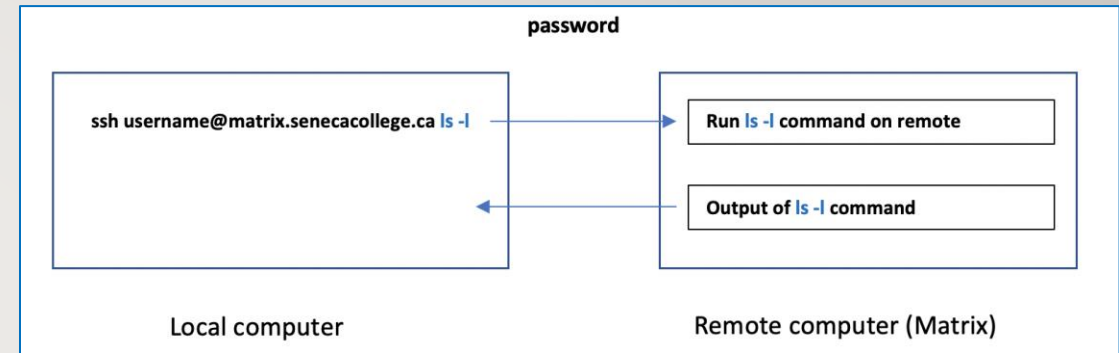 password
ssh username@matrix.senecacollege.ca ls -l
Run ls -l command on remote
Output of ls -l command
Local computer
Remote computer (Matrix)